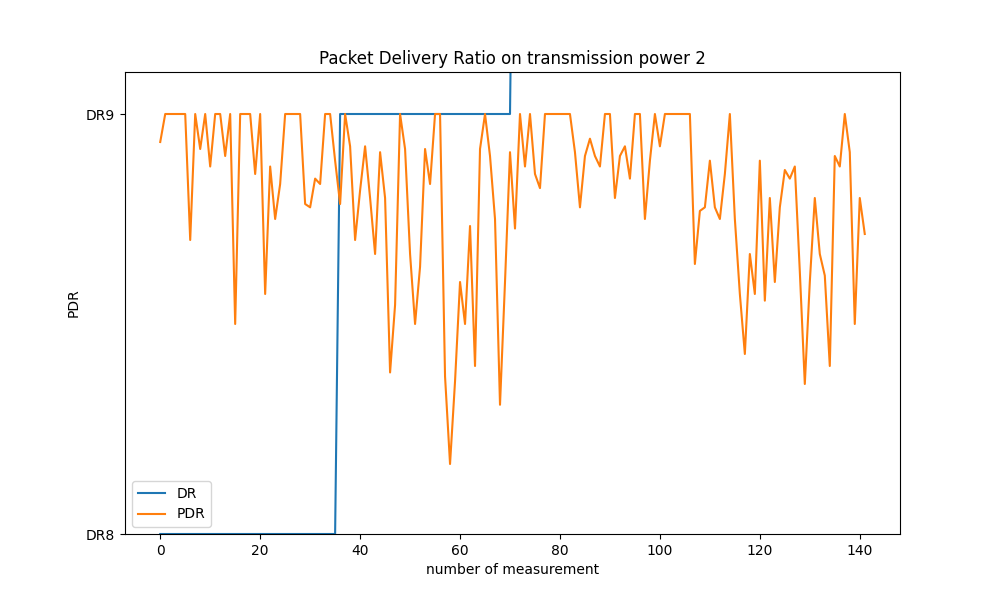 Packet Delivery Ratio on transmission power 2
DR9
PDR
DR8
DR
PDR
0 20 40 60 80 100 120 140
number of measurement